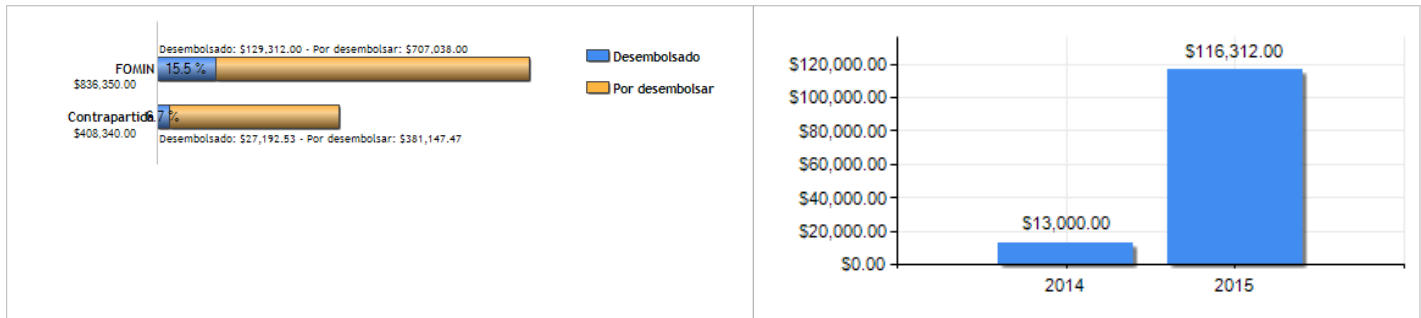 Desembolsado: $129,312.00 - Por desembolsar: $707,038.00
FOMIN 15.5 %
$836,350.00
Contrapartida 6.7 %
$408,340.00
Desembolsado: $27,192.53 - Por desembolsar: $381,147.47
Desembolsado
Por desembolsar
$120,000.00
$100,000.00
$80,000.00
$60,000.00
$40,000.00
$20,000.00
$0.00
$13,000.00
$116,312.00
2014
2015